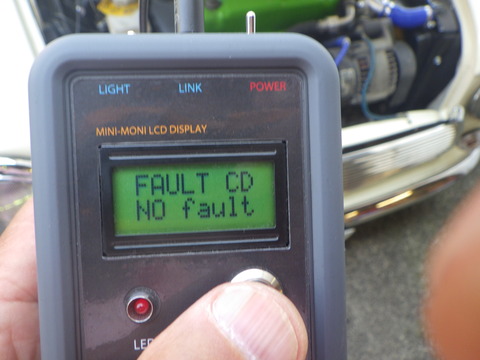 LIGHT LINK POWER
MINI-MONI LCD DISPLAY
FAULT CD
NO fault